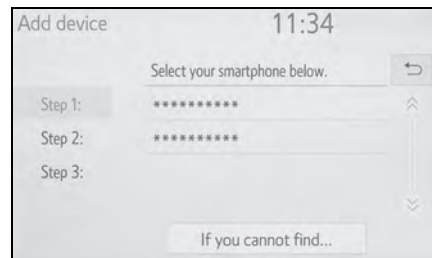 Add device
11:34
Select your smartphone below.
Step 1:
**********
Step 2:
**********
Step 3:
If you cannot find...